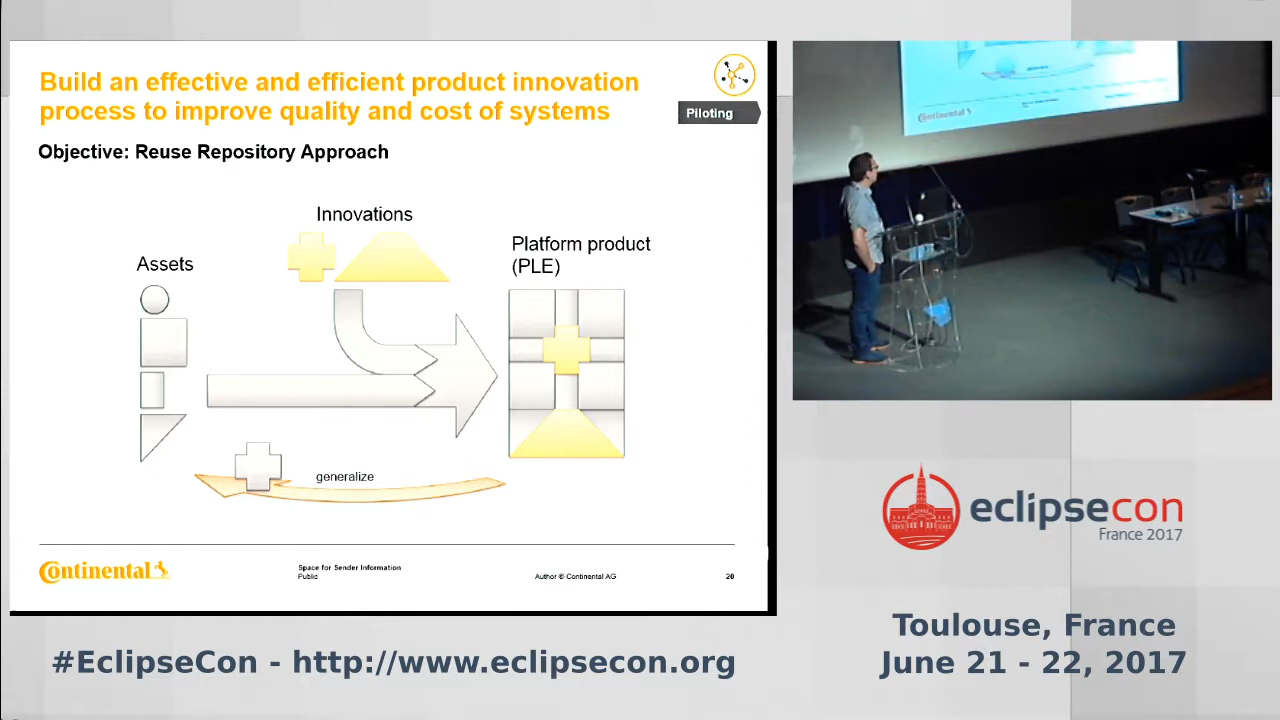 Build an effective and efficient product innovation
process to improve quality and cost of systems
Piloting
Objective: Reuse Repository Approach
Innovations
Platform product
(PLE)
Assets
generalize
Continental
Space for Sender Information
Public
Author © Continental AG
20
Continental
eclipsecon
France 2017
Toulouse, France
June 21 - 22, 2017
#EclipseCon - http://www.eclipsecon.org